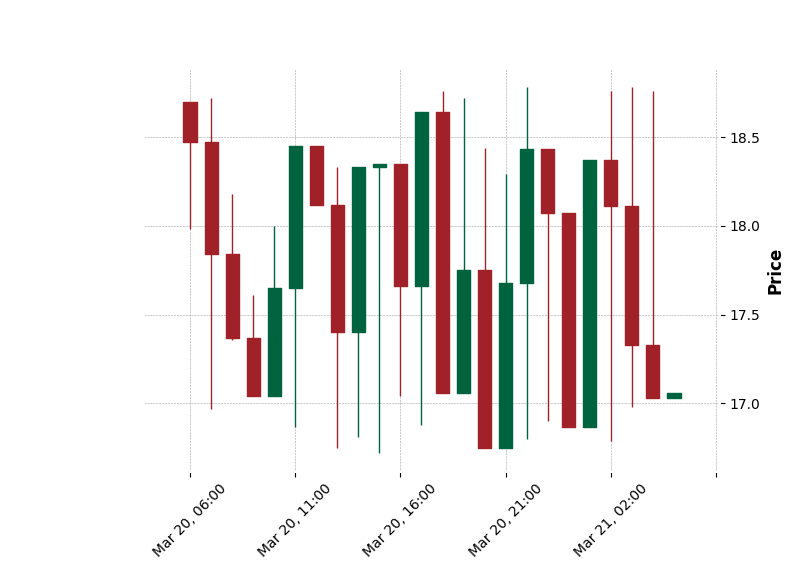 18.5
18.0
17.5
17.0
Price
Mar 20, 06:00
Mar 20, 11:00
Mar 20, 16:00
Mar 20, 21:00
Mar 21, 02:00